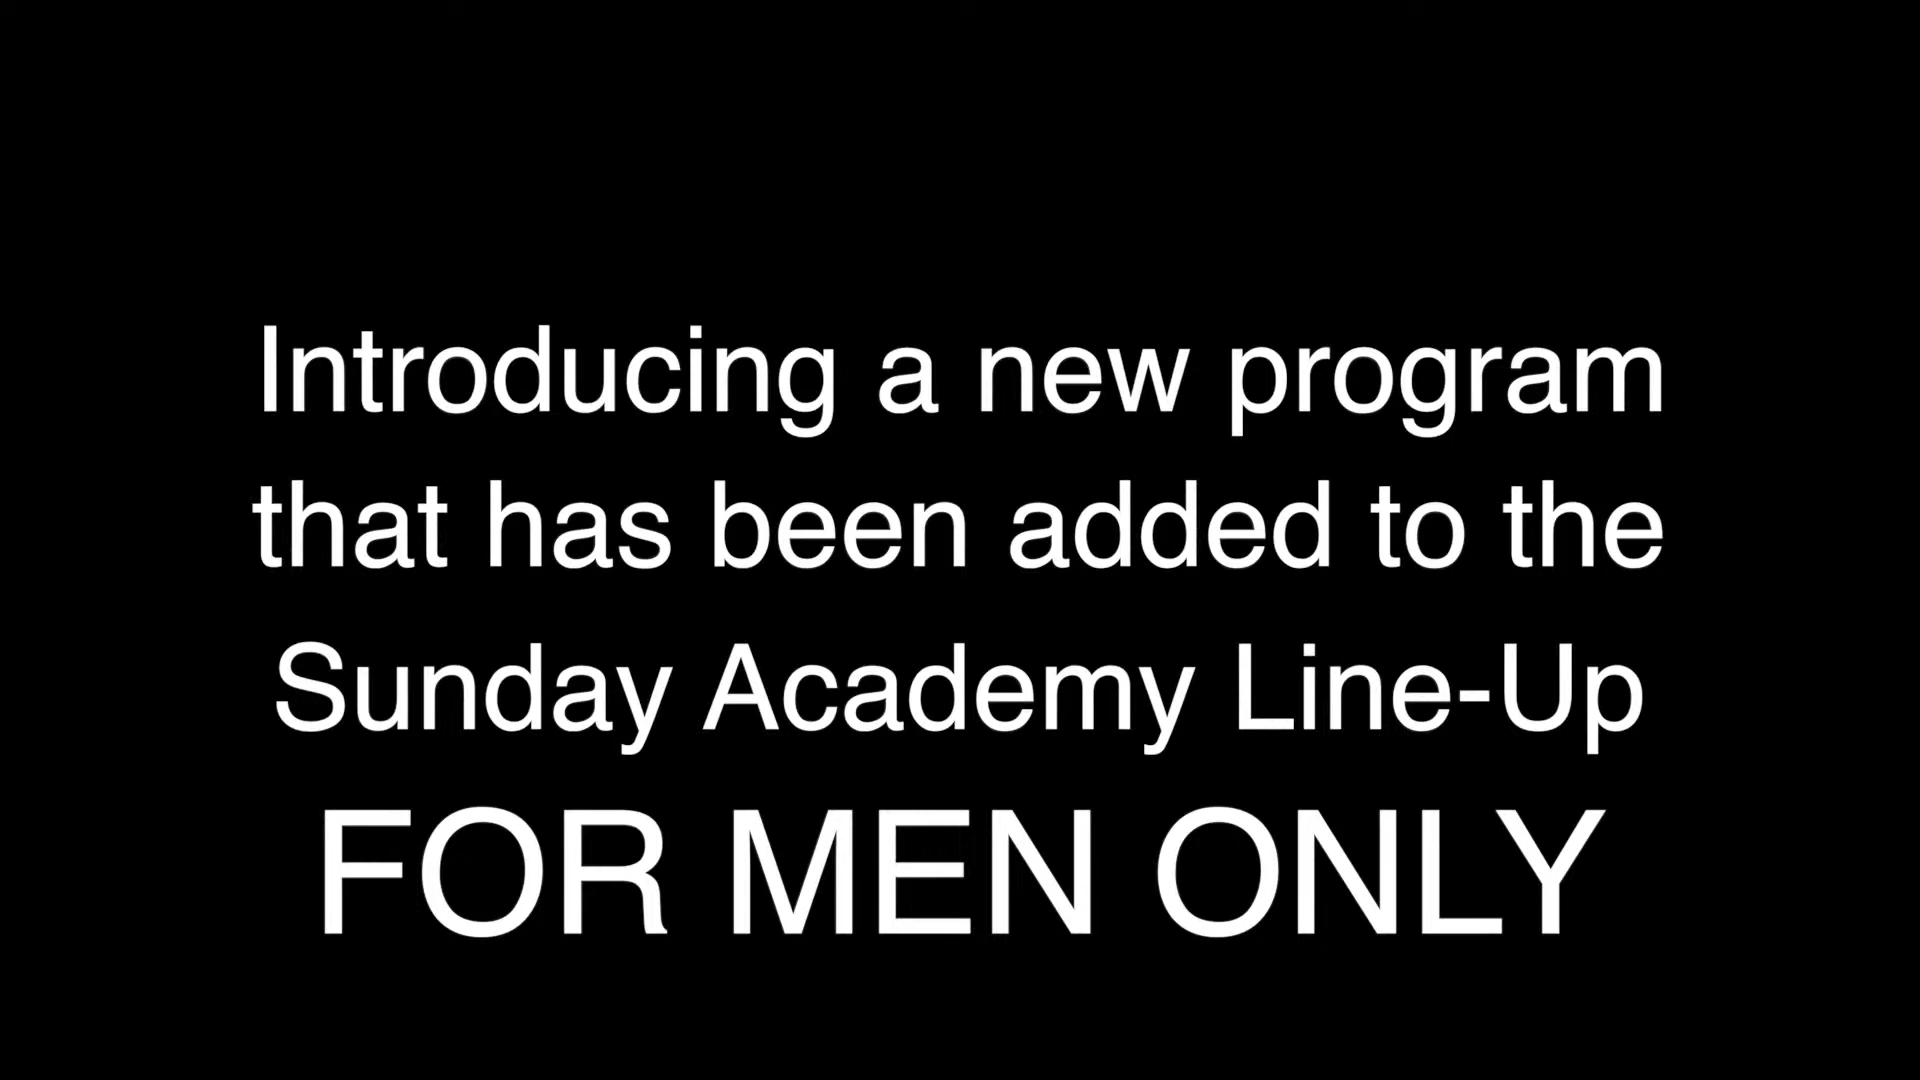 Introducing a new program
that has been added to the
Sunday Academy Line-Up
FOR MEN ONLY